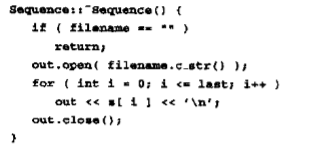 Sequence::~Sequence() {
if ( filename == "" )
return;
out.open( filename.c_str() );
for ( int i = 0; i <= last; i++ )
out << s[ i ] << '\n';
out.close();
}